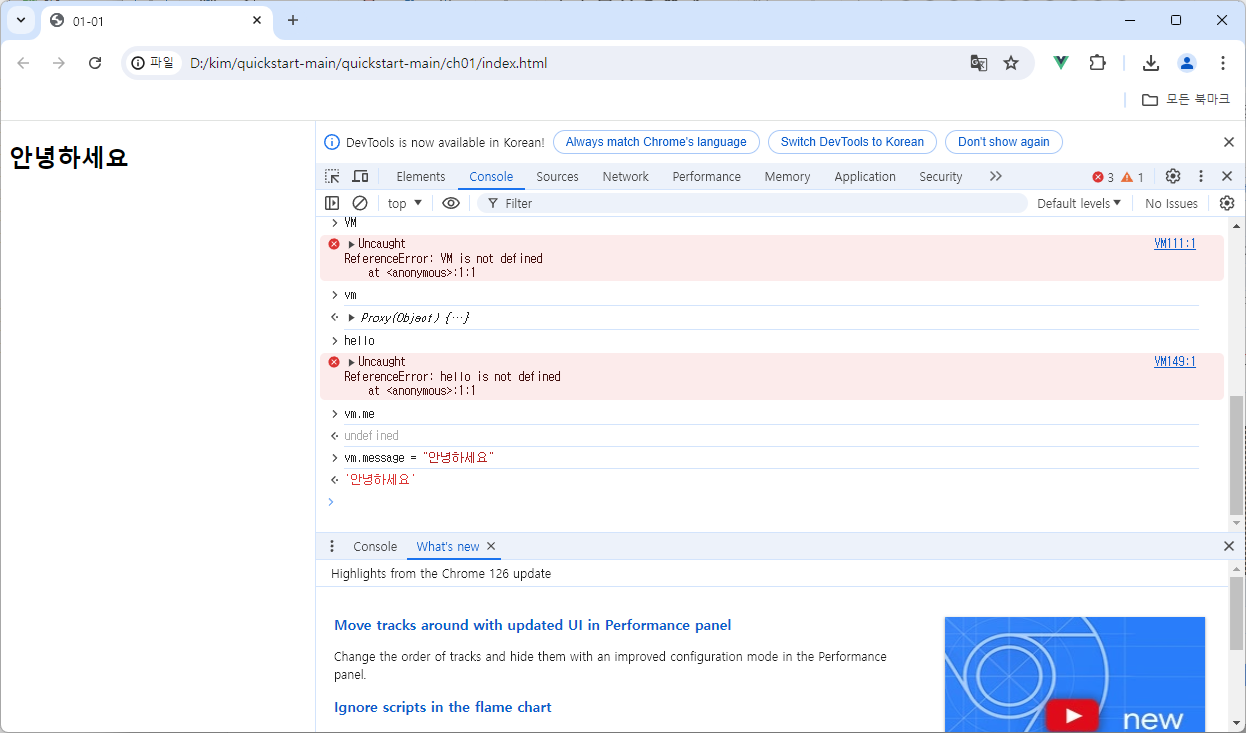 01-01
파일 D:/kim/quickstart-main/quickstart-main/ch01/index.html
모든 북마크
안녕하세요
DevTools is now available in Korean! Always match Chrome's language Switch DevTools to Korean Don't show again
Elements Console Sources Network Performance Memory Application Security 3 1
top Filter Default levels No Issues
VM
Uncaught VM111:1
ReferenceError: VM is not defined
at <anonymous>:1:1
vm
Proxy(Object) {…}
hello
Uncaught VM149:1
ReferenceError: hello is not defined
at <anonymous>:1:1
vm.me
undefined
vm.message = "안녕하세요"
'안녕하세요'
Console What's new
Highlights from the Chrome 126 update
Move tracks around with updated UI in Performance panel
Change the order of tracks and hide them with an improved configuration mode in the Performance
panel.
Ignore scripts in the flame chart
new